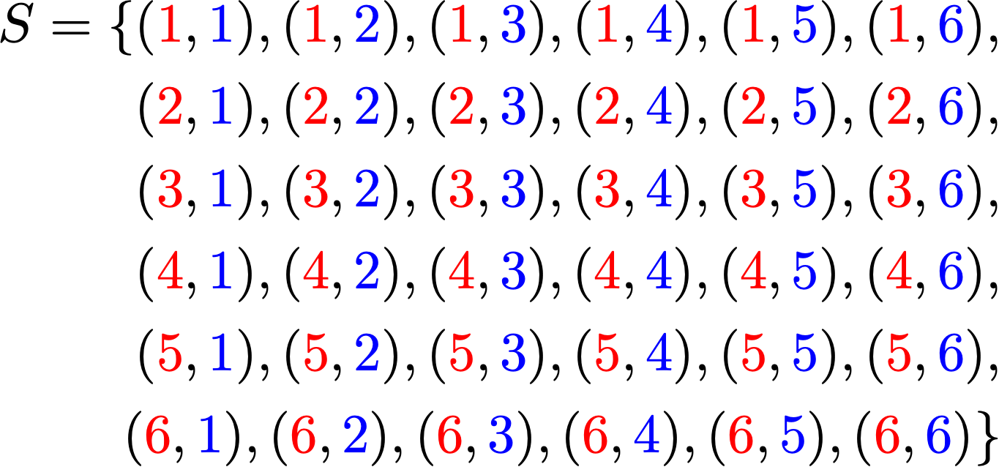 S = {(1, 1), (1, 2), (1, 3), (1, 4), (1, 5), (1, 6),
(2, 1), (2, 2), (2, 3), (2, 4), (2, 5), (2, 6),
(3, 1), (3, 2), (3, 3), (3, 4), (3, 5), (3, 6),
(4, 1), (4, 2), (4, 3), (4, 4), (4, 5), (4, 6),
(5, 1), (5, 2), (5, 3), (5, 4), (5, 5), (5, 6),
(6, 1), (6, 2), (6, 3), (6, 4), (6, 5), (6, 6)}